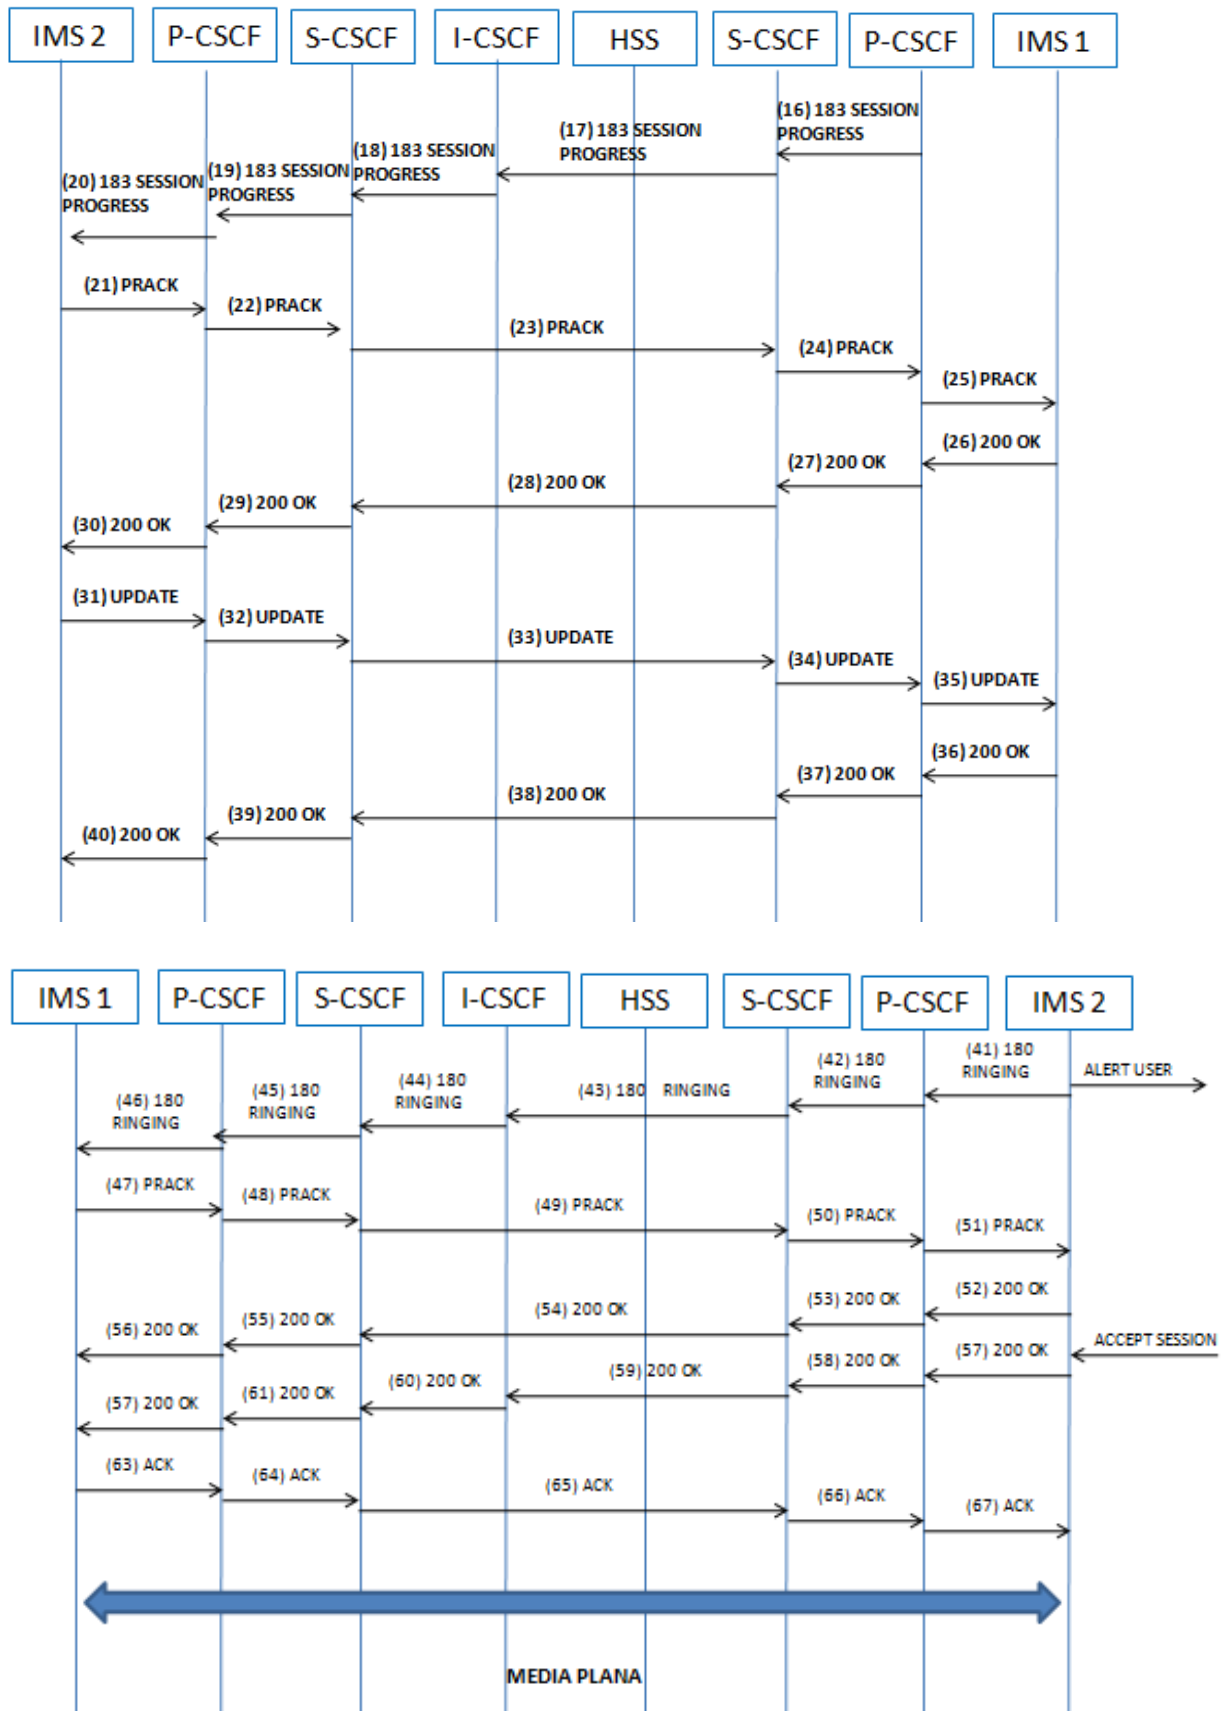 IMS 2
P-CSCF
S-CSCF
I-CSCF
HSS
S-CSCF
P-CSCF
IMS 1
(16) 183 SESSION
PROGRESS
(17) 183 SESSION
PROGRESS
(18) 183 SESSION
PROGRESS
(19) 183 SESSION
PROGRESS
(20) 183 SESSION
PROGRESS
(21) PRACK
(22) PRACK
(23) PRACK
(24) PRACK
(25) PRACK
(26) 200 OK
(27) 200 OK
(28) 200 OK
(29) 200 OK
(30) 200 OK
(31) UPDATE
(32) UPDATE
(33) UPDATE
(34) UPDATE
(35) UPDATE
(36) 200 OK
(37) 200 OK
(38) 200 OK
(39) 200 OK
(40) 200 OK
IMS 1
P-CSCF
S-CSCF
I-CSCF
HSS
S-CSCF
P-CSCF
IMS 2
ALERT USER
(41) 180
RINGING
(42) 180
RINGING
(43) 180 RINGING
(44) 180
RINGING
(45) 180
RINGING
(46) 180
RINGING
(47) PRACK
(48) PRACK
(49) PRACK
(50) PRACK
(51) PRACK
(52) 200 OK
(53) 200 OK
(54) 200 OK
(55) 200 OK
(56) 200 OK
ACCEPT SESSION
(57) 200 OK
(58) 200 OK
(59) 200 OK
(60) 200 OK
(61) 200 OK
(57) 200 OK
(63) ACK
(64) ACK
(65) ACK
(66) ACK
(67) ACK
MEDIA PLANA